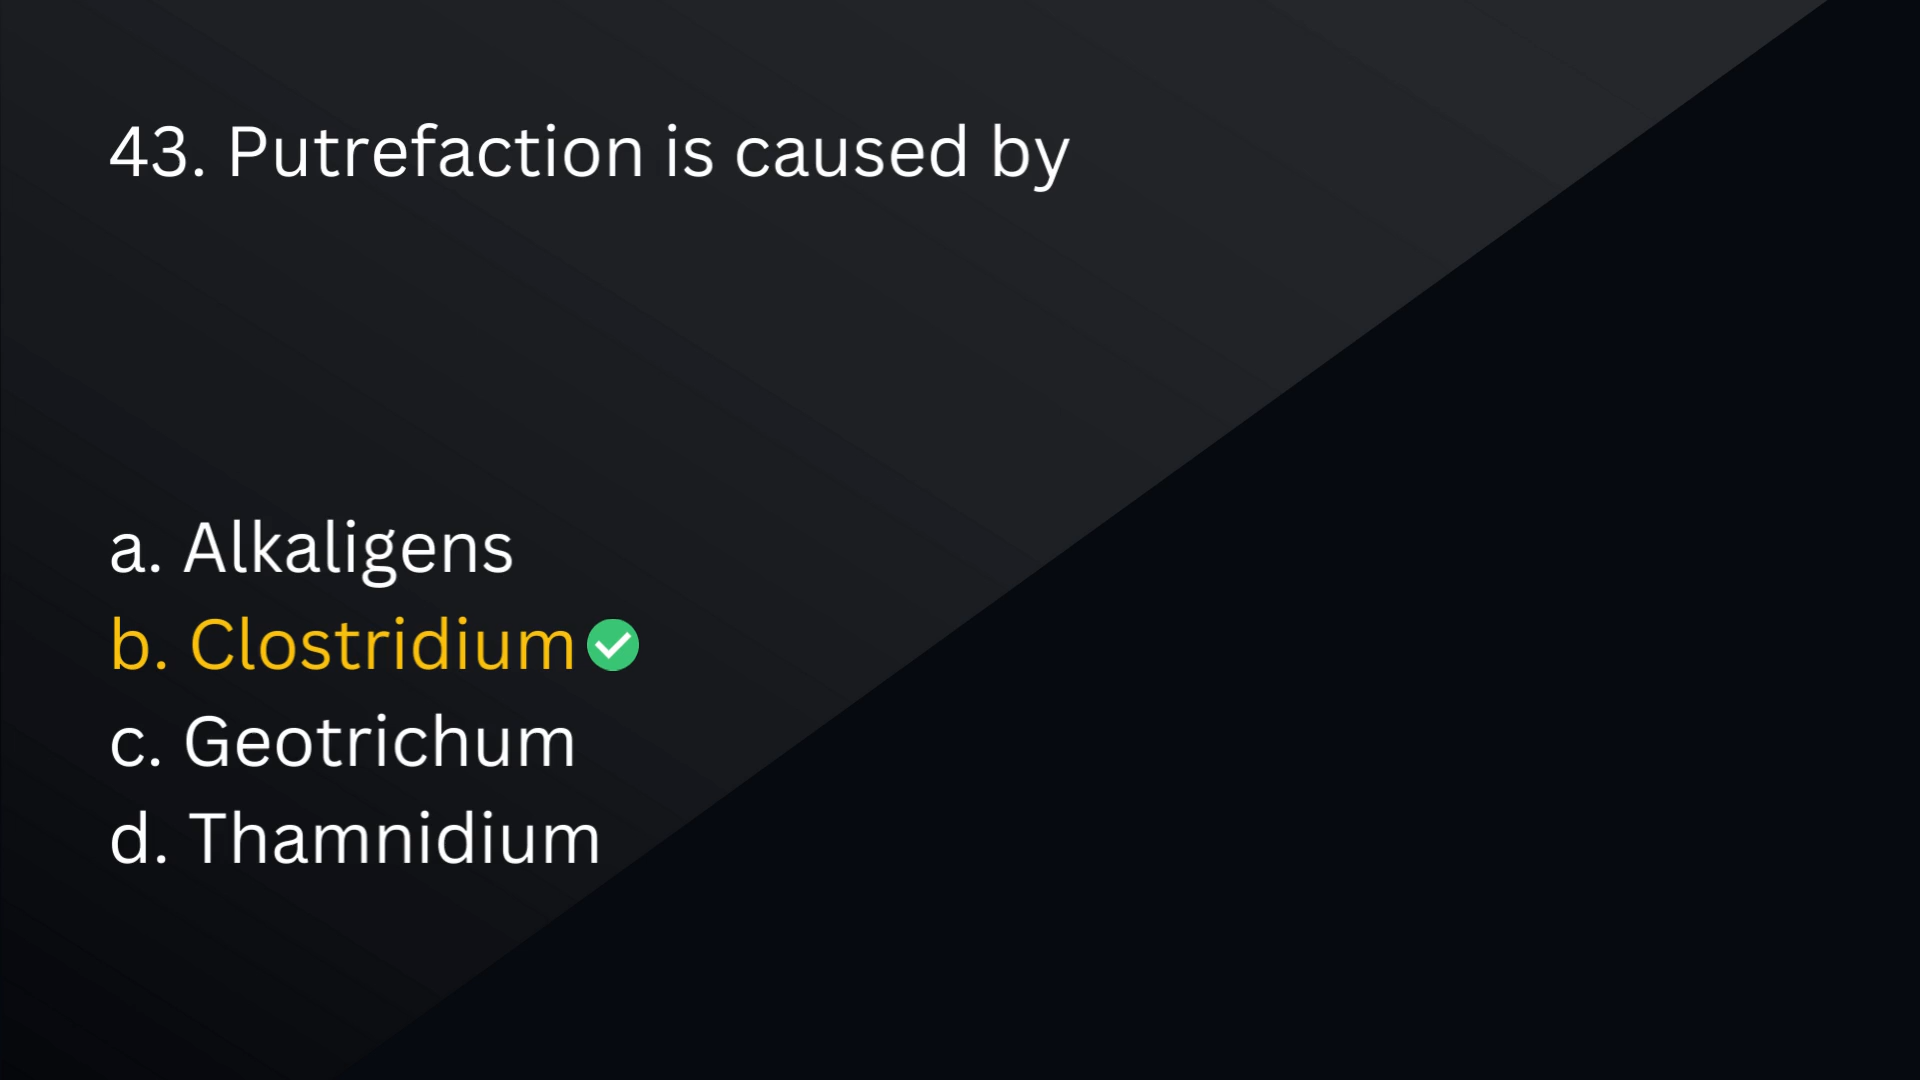 43. Putrefaction is caused by
a. Alkaligens
b. Clostridium
c. Geotrichum
d. Thamnidium